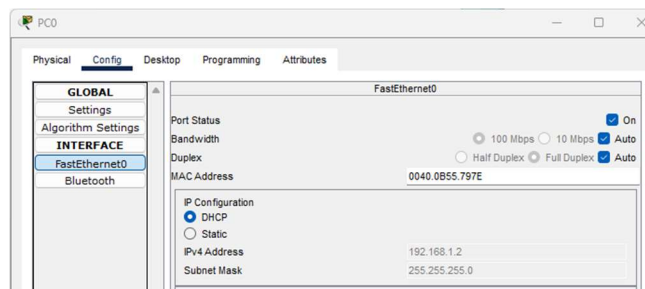 PC0
Physical Config Desktop Programming Attributes
GLOBAL
Settings
Algorithm Settings
INTERFACE
FastEthernet0
Bluetooth
FastEthernet0
Port Status On
Bandwidth 100 Mbps 10 Mbps Auto
Duplex Half Duplex Full Duplex Auto
MAC Address 0040.0B55.797E
IP Configuration
DHCP
Static
IPv4 Address 192.168.1.2
Subnet Mask 255.255.255.0